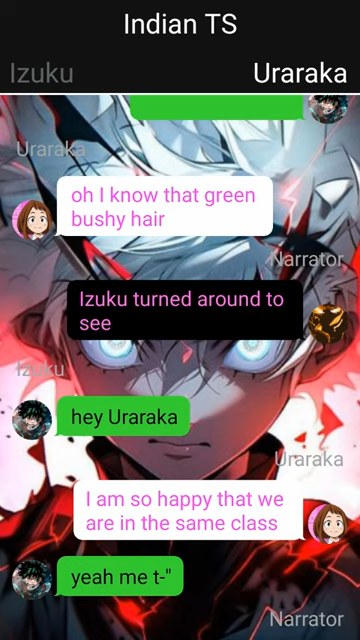 Indian TS
Izuku
Uraraka
Uraraka
oh I know that green
bushy hair
Narrator
Izuku turned around to
see
Izuku
hey Uraraka
Uraraka
I am so happy that we
are in the same class
yeah me t-"
Narrator